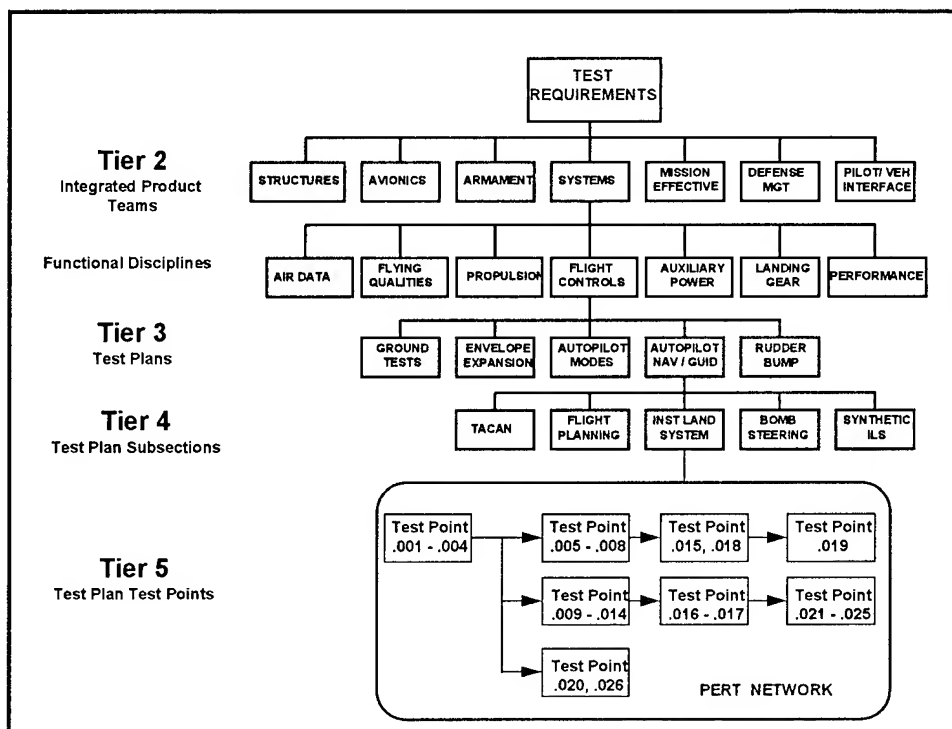 TEST
REQUIREMENTS
Tier 2
Integrated Product
Teams
STRUCTURES
AVIONICS
ARMAMENT
SYSTEMS
MISSION
EFFECTIVE
DEFENSE
MGT
PILOT/ VEH
INTERFACE
Functional Disciplines
AIR DATA
FLYING
QUALITIES
PROPULSION
FLIGHT
CONTROLS
AUXILIARY
POWER
LANDING
GEAR
PERFORMANCE
Tier 3
Test Plans
GROUND
TESTS
ENVELOPE
EXPANSION
AUTOPILOT
MODES
AUTOPILOT
NAV / GUID
RUDDER
BUMP
Tier 4
Test Plan Subsections
TACAN
FLIGHT
PLANNING
INST LAND
SYSTEM
BOMB
STEERING
SYNTHETIC
ILS
Tier 5
Test Plan Test Points
Test Point
.001 - .004
Test Point
.005 - .008
Test Point
.015, .018
Test Point
.019
Test Point
.009 - .014
Test Point
.016 - .017
Test Point
.021 - .025
Test Point
.020, .026
PERT NETWORK